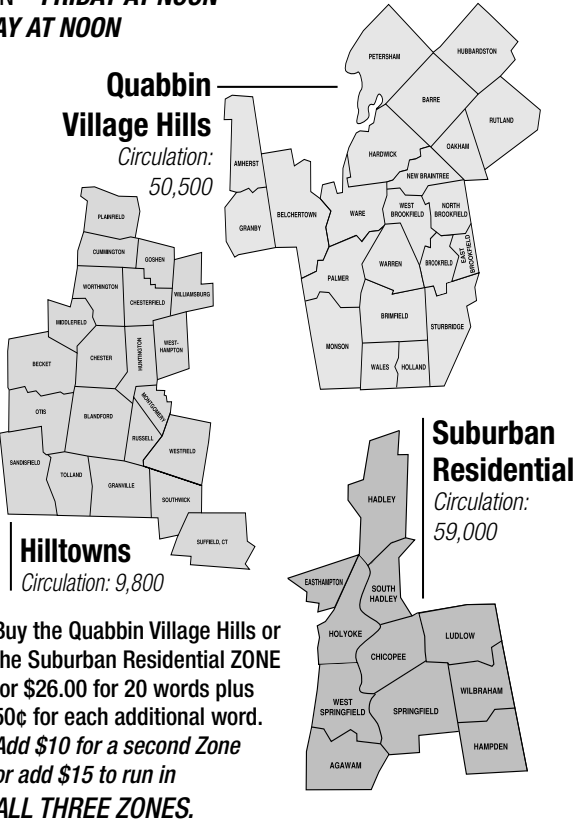 FRIDAY AT NOON
AY AT NOON
Quabbin
Village Hills
Circulation:
50,500
PETERSHAM
HUBBARDSTON
BARRE
RUTLAND
HARDWICK
OAKHAM
NEW BRAINTREE
AMHERST
GRANBY
BELCHERTOWN
WARE
WEST
BROOKFIELD
NORTH
BROOKFIELD
PALMER
WARREN
BROOKFIELD
EAST
BROOKFIELD
MONSON
BRIMFIELD
STURBRIDGE
WALES
HOLLAND
PLAINFIELD
CUMMINGTON
GOSHEN
WORTHINGTON
CHESTERFIELD
WILLIAMSBURG
MIDDLEFIELD
BECKET
CHESTER
HUNTINGTON
WEST-
HAMPTON
OTIS
BLANDFORD
MONTGOMERY
RUSSELL
WESTFIELD
SANDISFIELD
TOLLAND
GRANVILLE
SOUTHWICK
SUFFIELD, CT
Hilltowns
Circulation: 9,800
Suburban
Residential
Circulation:
59,000
HADLEY
EASTHAMPTON
SOUTH
HADLEY
HOLYOKE
CHICOPEE
LUDLOW
WEST
SPRINGFIELD
SPRINGFIELD
WILBRAHAM
AGAWAM
HAMPDEN
Buy the Quabbin Village Hills or
the Suburban Residential ZONE
for $26.00 for 20 words plus
50¢ for each additional word.
Add $10 for a second Zone
or add $15 to run in
ALL THREE ZONES.